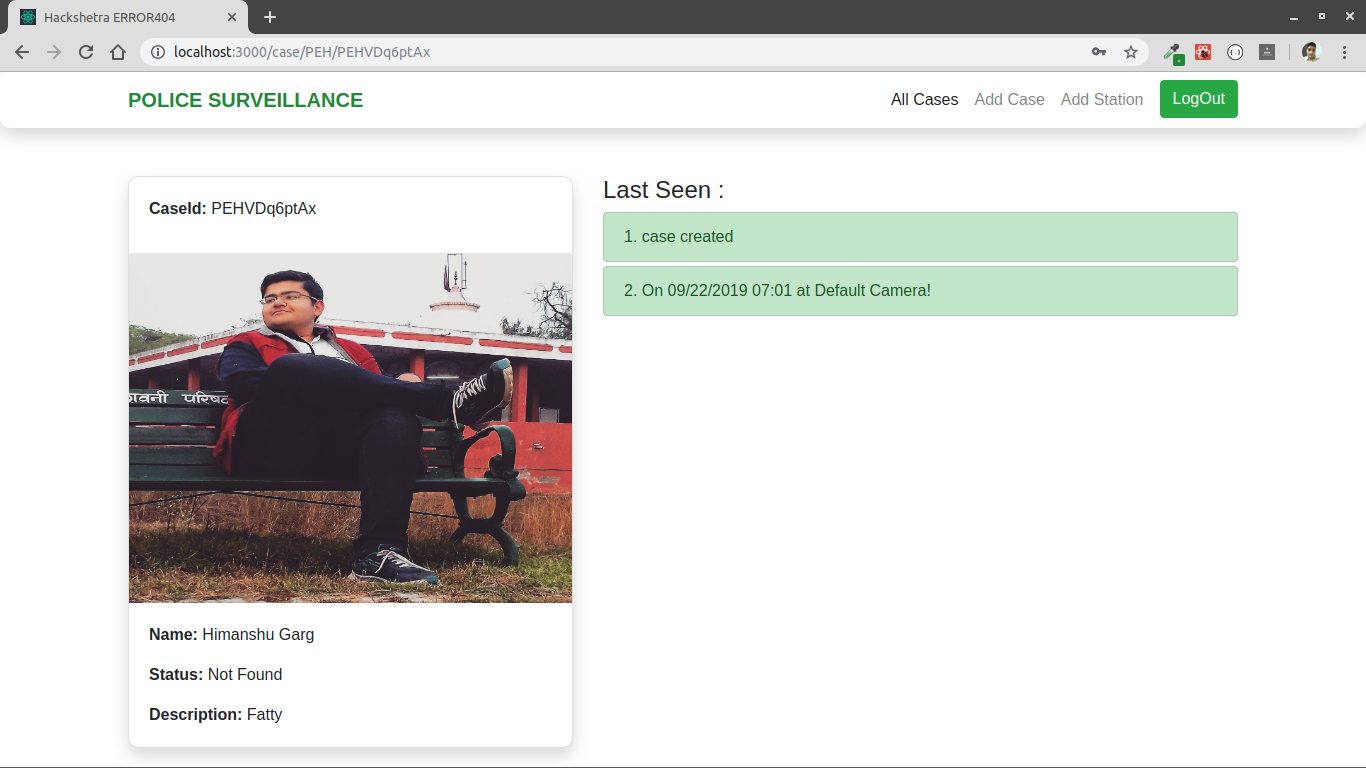 Hackshetra ERROR404
localhost:3000/case/PEH/PEHVDq6ptAx
POLICE SURVEILLANCE
All Cases
Add Case
Add Station
LogOut
CaseId: PEHVDq6ptAx
वनी परिषद
Name: Himanshu Garg
Status: Not Found
Description: Fatty
Last Seen :
1. case created
2. On 09/22/2019 07:01 at Default Camera!